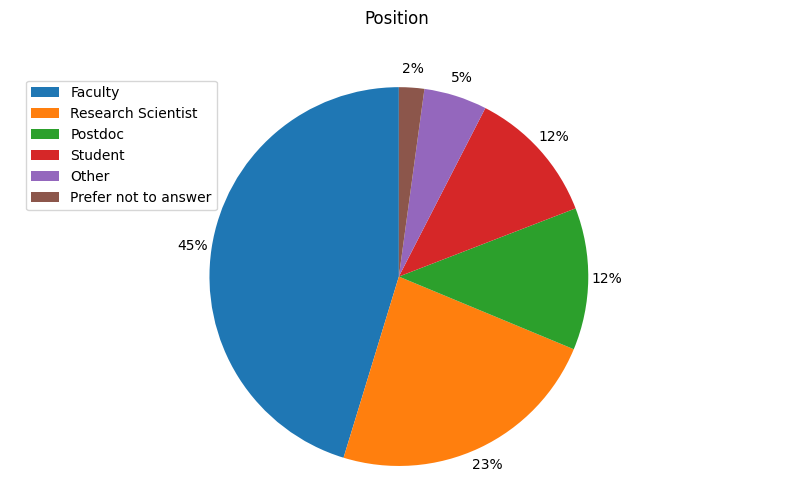 Position
2%
5%
Faculty
Research Scientist
Postdoc
Student
Other
Prefer not to answer
12%
45%
12%
23%